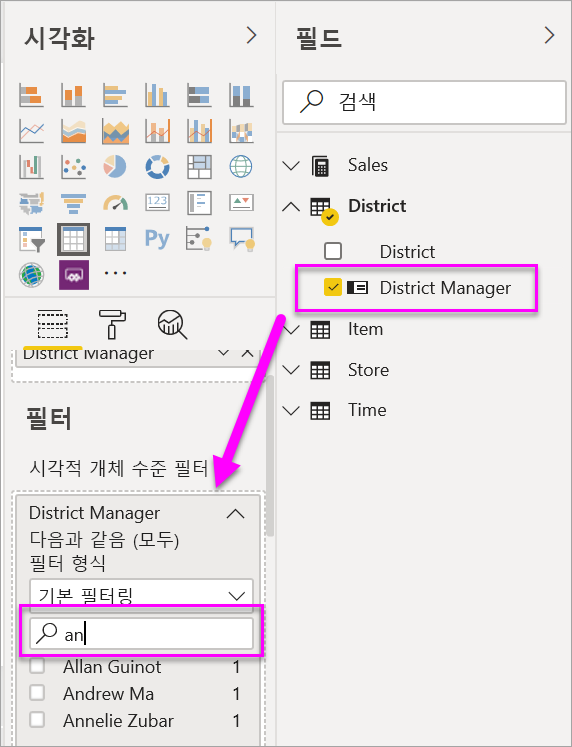 시각화
123
Py
District Manager
필터
시각적 개체 수준 필터
District Manager
다음과 같음 (모두)
필터 형식
기본 필터링
an
Allan Guinot 1
Andrew Ma 1
Annelie Zubar 1
필드
검색
Sales
District
District
District Manager
Item
Store
Time